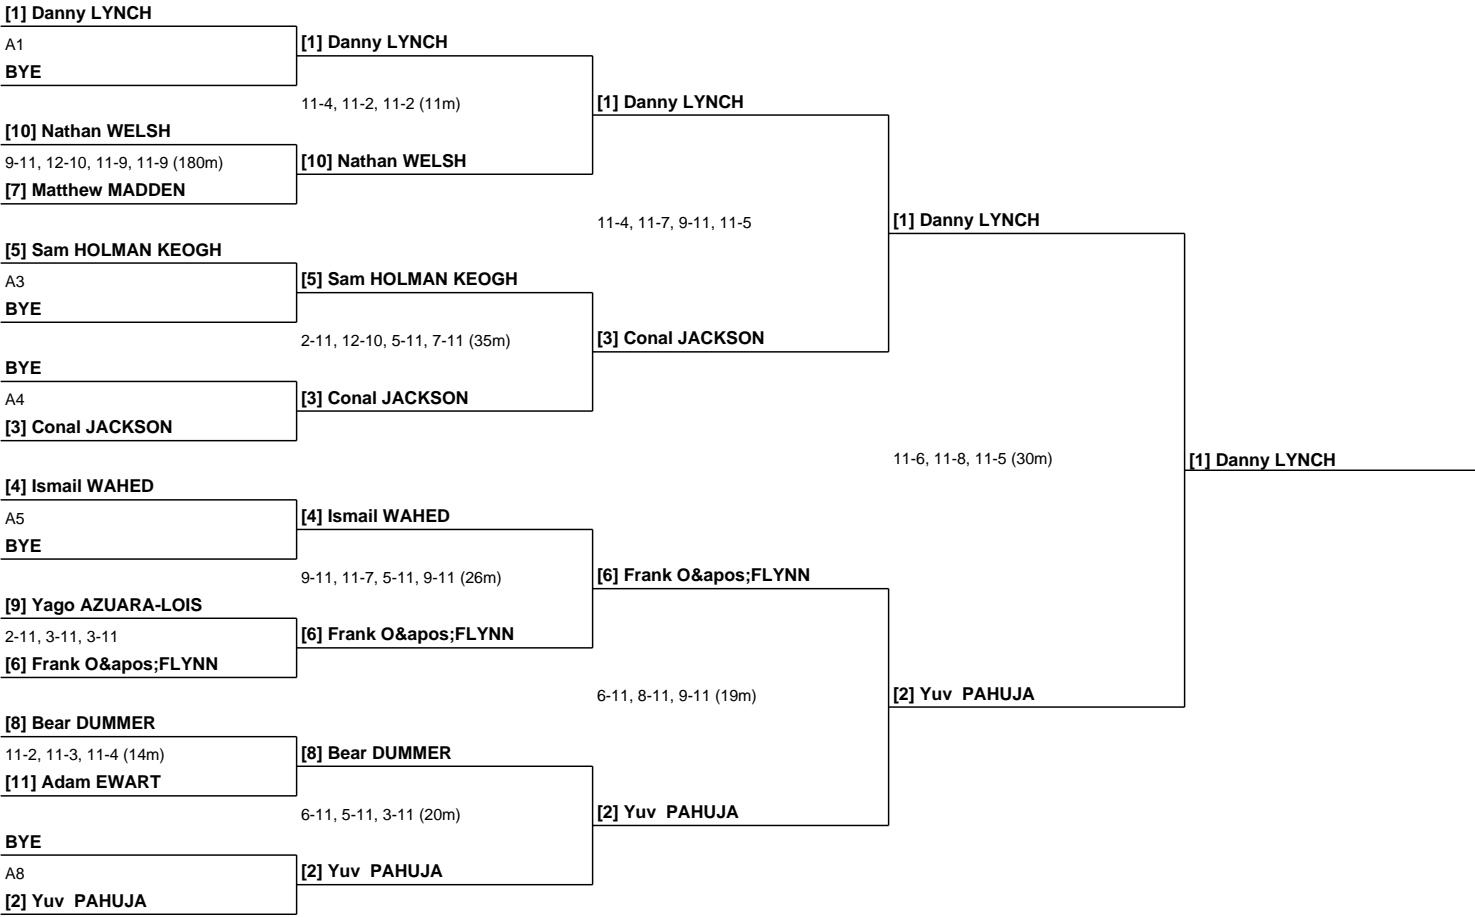 [1] Danny LYNCH
A1
BYE
[10] Nathan WELSH
9-11, 12-10, 11-9, 11-9 (180m)
[7] Matthew MADDEN
[5] Sam HOLMAN KEOGH
A3
BYE
BYE
A4
[3] Conal JACKSON
[4] Ismail WAHED
A5
BYE
[9] Yago AZUARA-LOIS
2-11, 3-11, 3-11
[6] Frank O&apos;FLYNN
[8] Bear DUMMER
11-2, 11-3, 11-4 (14m)
[11] Adam EWART
BYE
A8
[2] Yuv  PAHUJA
[1] Danny LYNCH
11-4, 11-2, 11-2 (11m)
[10] Nathan WELSH
[5] Sam HOLMAN KEOGH
2-11, 12-10, 5-11, 7-11 (35m)
[3] Conal JACKSON
[4] Ismail WAHED
9-11, 11-7, 5-11, 9-11 (26m)
[6] Frank O&apos;FLYNN
[8] Bear DUMMER
6-11, 5-11, 3-11 (20m)
[2] Yuv  PAHUJA
[1] Danny LYNCH
11-4, 11-7, 9-11, 11-5
[3] Conal JACKSON
[6] Frank O&apos;FLYNN
6-11, 8-11, 9-11 (19m)
[2] Yuv  PAHUJA
[1] Danny LYNCH
11-6, 11-8, 11-5 (30m)
[2] Yuv  PAHUJA
[1] Danny LYNCH